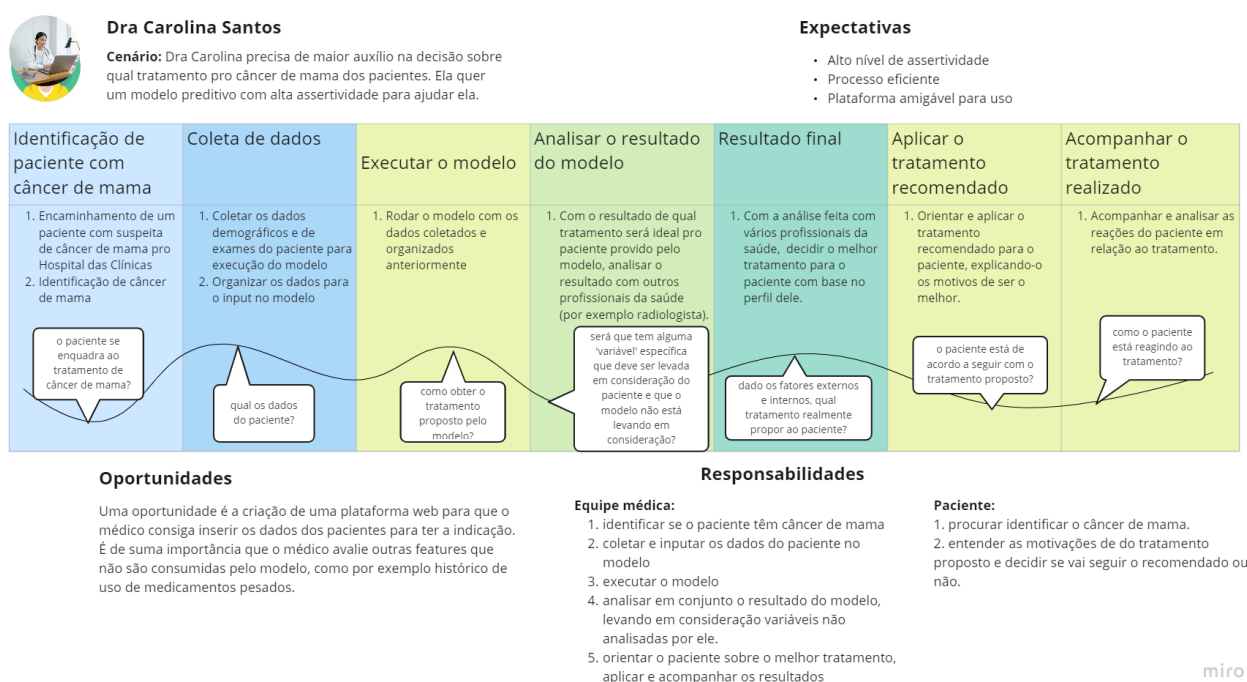 Dra Carolina Santos
Cenário: Dra Carolina precisa de maior auxílio na decisão sobre
qual tratamento pro câncer de mama dos pacientes. Ela quer
um modelo preditivo com alta assertividade para ajudar ela.
Expectativas
• Alto nível de assertividade
• Processo eficiente
• Plataforma amigável para uso
Identificação de
paciente com
câncer de mama
1. Encaminhamento de um
paciente com suspeita
de câncer de mama pro
Hospital das Clínicas
2. Identificação de câncer
de mama
o paciente se
enquadra ao
tratamento de
câncer de mama?
Coleta de dados
1. Coletar os dados
demográficos e de
exames do paciente para
execução do modelo
2. Organizar os dados para
o input no modelo
qual os dados
do paciente?
Executar o modelo
1. Rodar o modelo com os
dados coletados e
organizados
anteriormente
como obter o
tratamento
proposto pelo
modelo?
Analisar o resultado
do modelo
1. Com o resultado de qual
tratamento será ideal pro
paciente provido pelo
modelo, analisar o
resultado com outros
profissionais da saúde
(por exemplo radiologista).
será que tem alguma
'variável' específica
que deve ser levada
em consideração do
paciente e que o
modelo não está
levando em
consideração?
Resultado final
1. Com a análise feita com
vários profissionais da
saúde, decidir o melhor
tratamento para o
paciente com base no
perfil dele.
dado os fatores externos
e internos, qual
tratamento realmente
propor ao paciente?
Aplicar o
tratamento
recomendado
1. Orientar e aplicar o
tratamento
recomendado para o
paciente, explicando-o
os motivos de ser o
melhor.
o paciente está de
acordo a seguir com o
tratamento proposto?
Acompanhar o
tratamento
realizado
1. Acompanhar e analisar as
reações do paciente em
relação ao tratamento.
como o paciente
está reagindo ao
tratamento?
Oportunidades
Uma oportunidade é a criação de uma plataforma web para que o
médico consiga inserir os dados dos pacientes para ter a indicação.
É de suma importância que o médico avalie outras features que
não são consumidas pelo modelo, como por exemplo histórico de
uso de medicamentos pesados.
Responsabilidades
Equipe médica:
1. identificar se o paciente têm câncer de mama
2. coletar e inputar os dados do paciente no
modelo
3. executar o modelo
4. analisar em conjunto o resultado do modelo,
levando em consideração variáveis não
analisadas por ele.
5. orientar o paciente sobre o melhor tratamento,
aplicar e acompanhar os resultados
Paciente:
1. procurar identificar o câncer de mama.
2. entender as motivações de do tratamento
proposto e decidir se vai seguir o recomendado ou
não.
miro